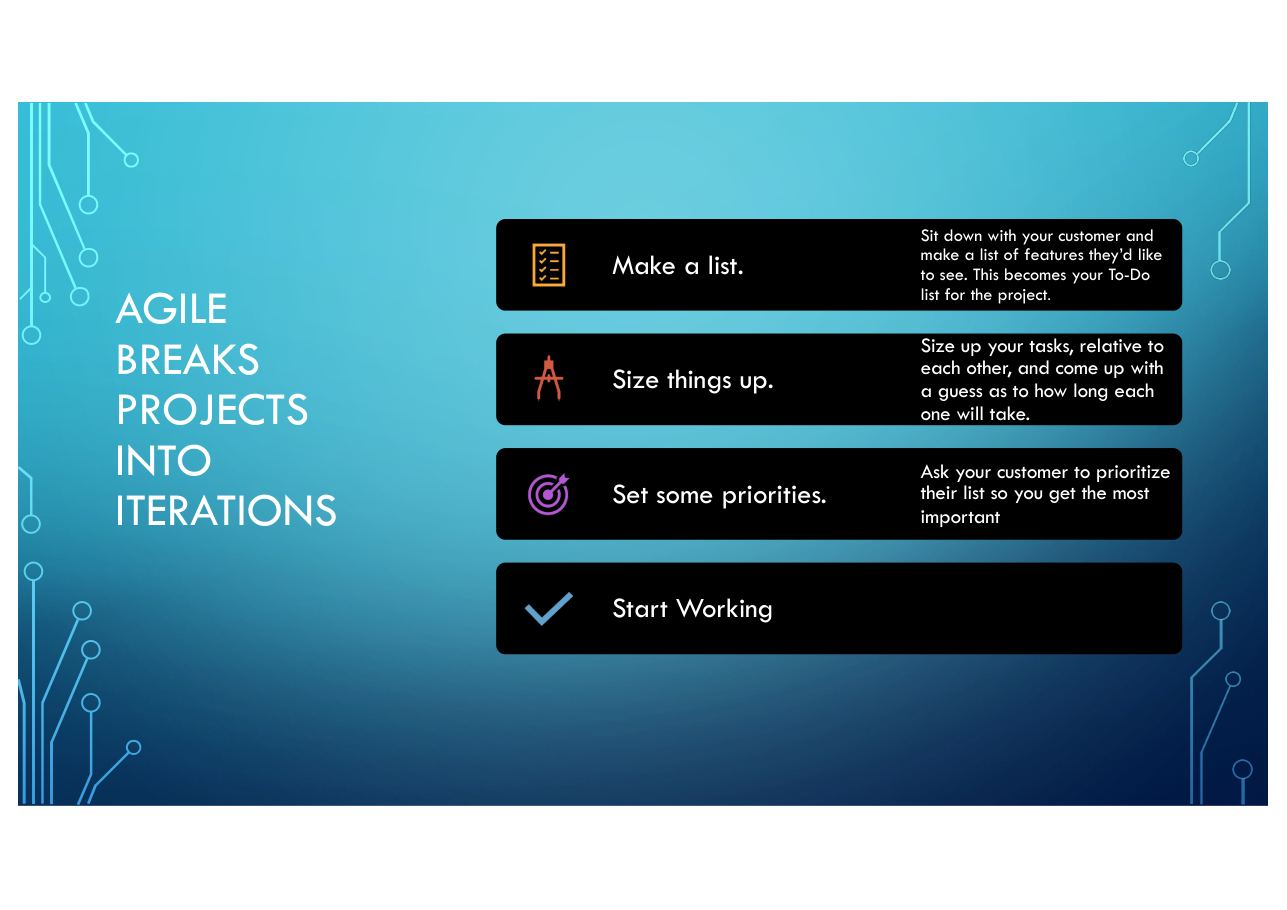 AGILE
BREAKS
PROJECTS
INTO
ITERATIONS
Make a list.
Sit down with your customer and
make a list of features they'd like
to see. This becomes your To-Do
list for the project.
Size things up.
Size up your tasks, relative to
each other, and come up with
a guess as to how long each
one will take.
Set some priorities.
Ask your customer to prioritize
their list so you get the most
important
Start Working